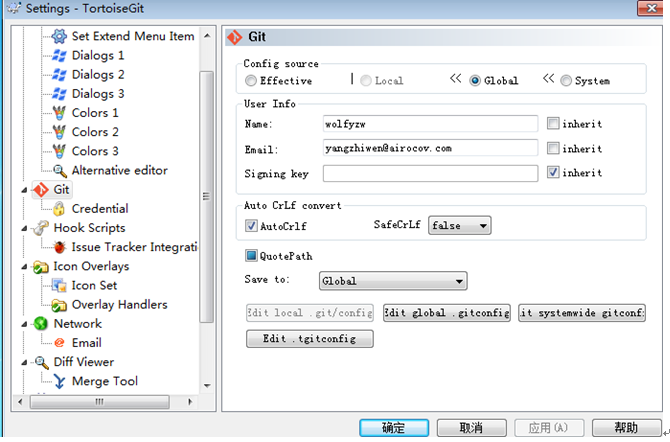 Settings - TortoiseGit
Set Extend Menu Item
Dialogs 1
Dialogs 2
Dialogs 3
Colors 1
Colors 2
Colors 3
Alternative editor
Git
Credential
Hook Scripts
Issue Tracker Integrati
Icon Overlays
Icon Set
Overlay Handlers
Network
Email
Diff Viewer
Merge Tool
Git
Config source
Effective | Local << Global << System
User Info
Name: wolfyzw inherit
Email: yangzhiwen@airocov.com inherit
Signing key inherit
Auto CrLf convert
AutoCrlf SafeCrLf false
QuotePath
Save to: Global
Edit local .git/config Edit global .gitconfig it systemwide gitconf:
Edit .tgitconfig
确定 取消 应用(A) 帮助